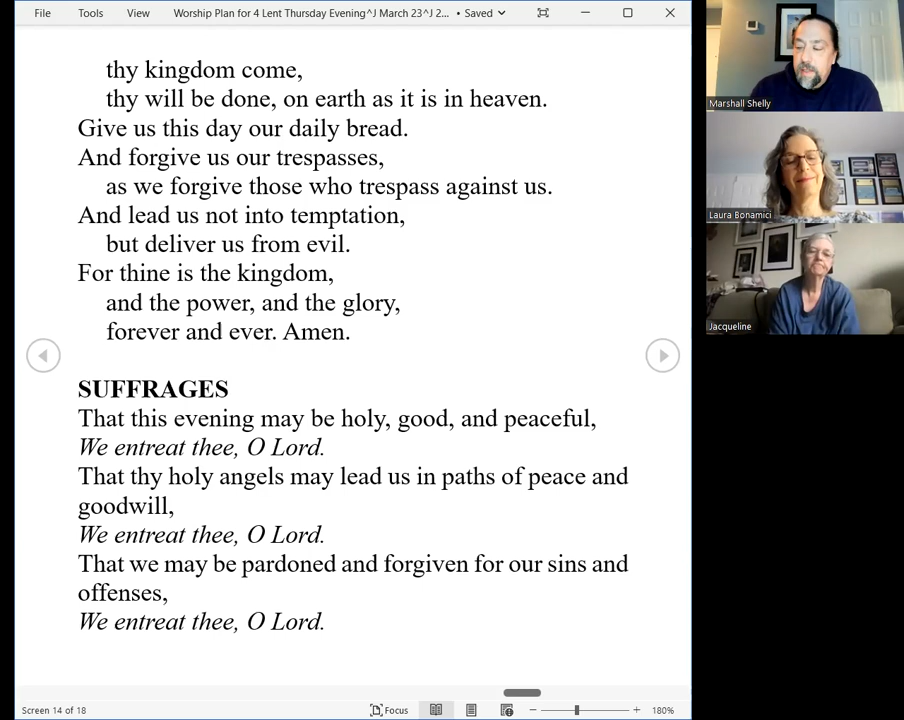 File
Tools
View
Worship Plan for 4 Lent Thursday Evening^J March 23^J 2... • Saved
thy kingdom come,
thy will be done, on earth as it is in heaven.
Give us this day our daily bread.
And forgive us our trespasses,
as we forgive those who trespass against us.
And lead us not into temptation,
but deliver us from evil.
For thine is the kingdom,
and the power, and the glory,
forever and ever. Amen.
SUFFRAGES
That this evening may be holy, good, and peaceful,
We entreat thee, O Lord.
That thy holy angels may lead us in paths of peace and
goodwill,
We entreat thee, O Lord.
That we may be pardoned and forgiven for our sins and
offenses,
We entreat thee, O Lord.
Screen 14 of 18
Focus
180%
Marshall Shelly
Laura Bonamici
Jacqueline